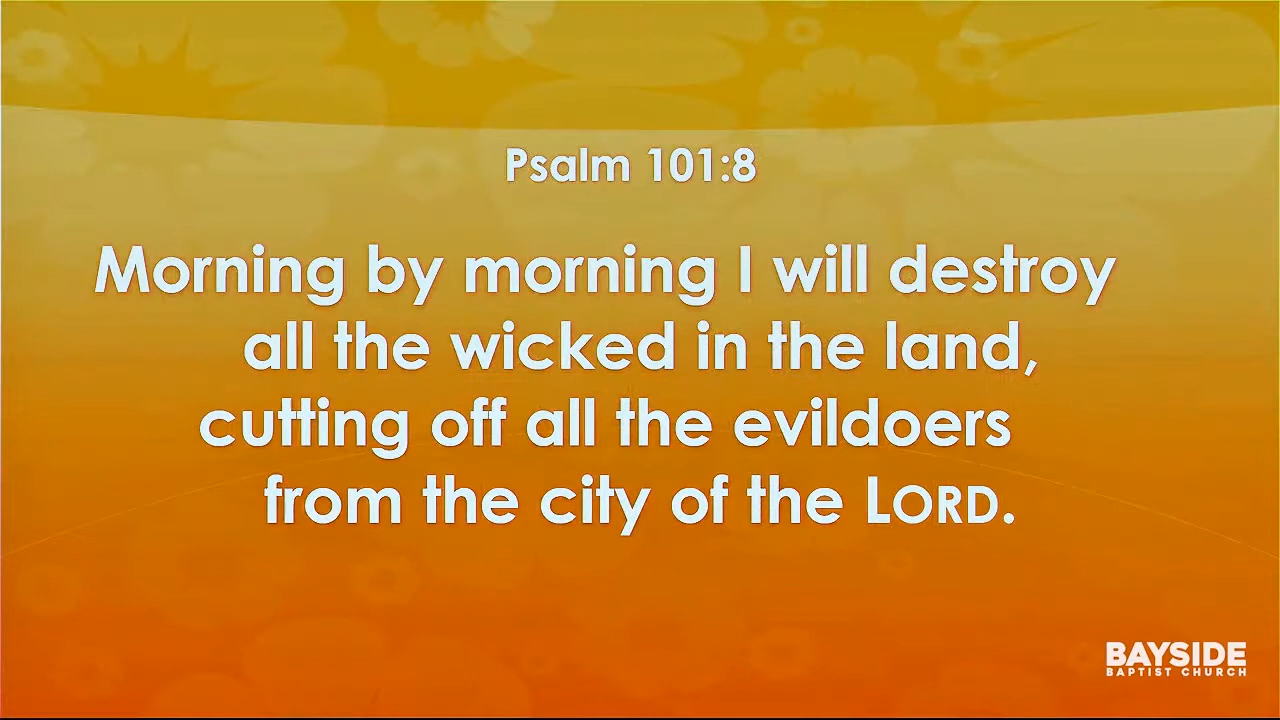 Psalm 101:8
Morning by morning I will destroy
all the wicked in the land,
cutting off all the evildoers
from the city of the LORD.
BAYSIDE
BAPTIST CHURCH